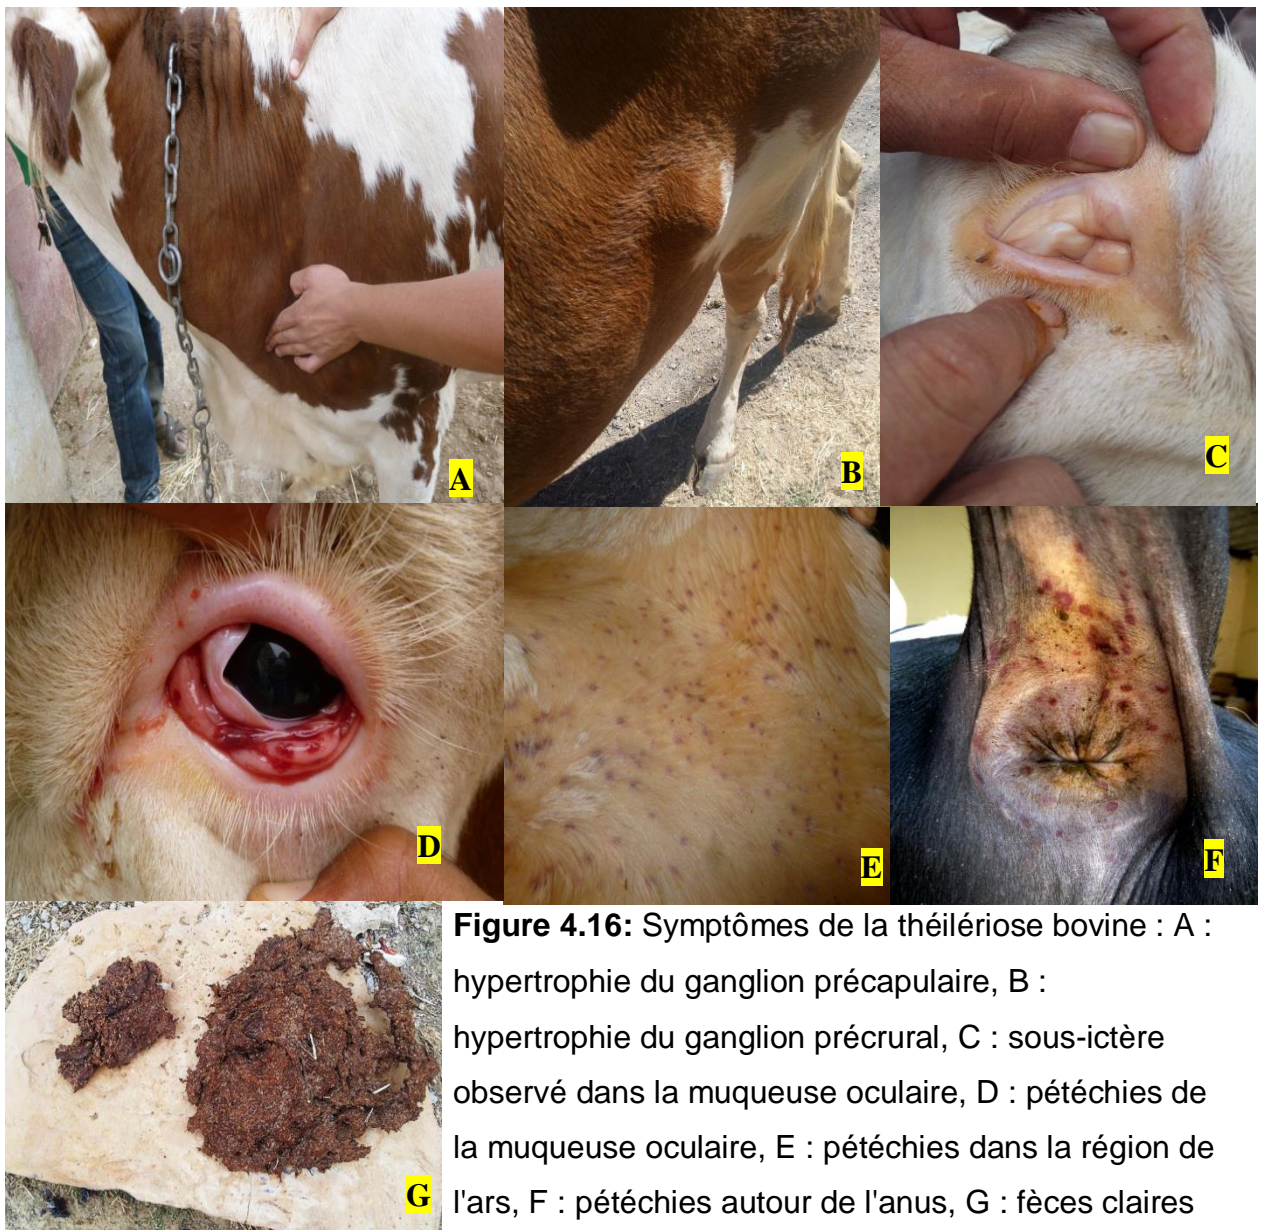 A
B
C
D
E
F
G
Figure 4.16: Symptômes de la théilériose bovine : A :
hypertrophie du ganglion précapulaire, B :
hypertrophie du ganglion précrural, C : sous-ictère
observé dans la muqueuse oculaire, D : pétéchies de
la muqueuse oculaire, E : pétéchies dans la région de
l'ars, F : pétéchies autour de l'anus, G : fèces claires